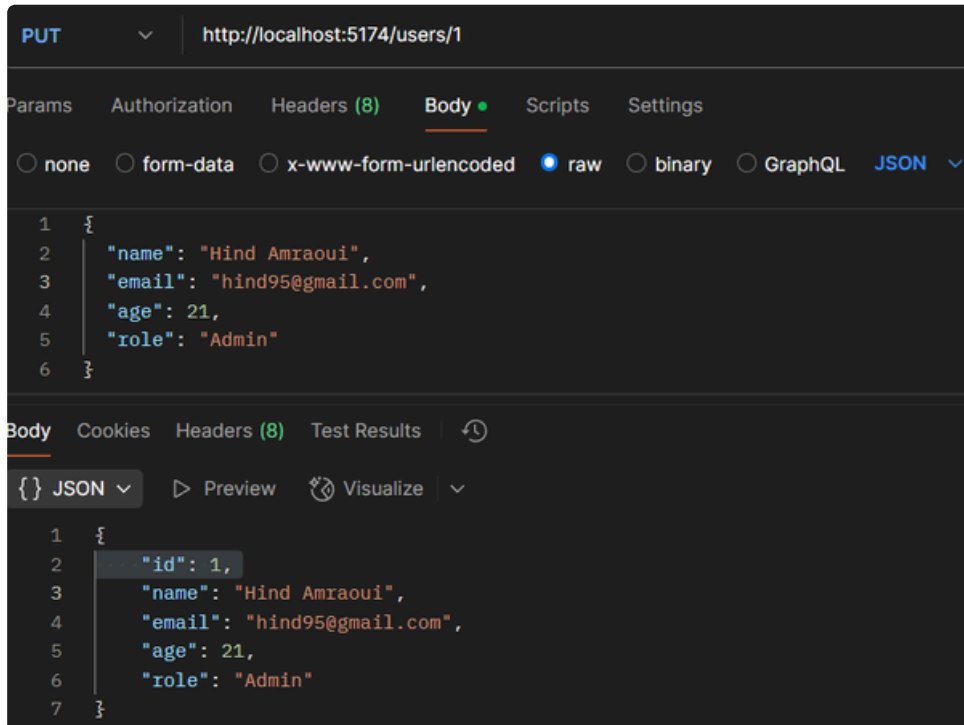 PUT http://localhost:5174/users/1
Params Authorization Headers (8) Body Scripts Settings
none form-data x-www-form-urlencoded raw binary GraphQL JSON
1 {
2 "name": "Hind Amraoui",
3 "email": "hind95@gmail.com",
4 "age": 21,
5 "role": "Admin"
6 }
Body Cookies Headers (8) Test Results
{} JSON Preview Visualize
1 {
2 "id": 1,
3 "name": "Hind Amraoui",
4 "email": "hind95@gmail.com",
5 "age": 21,
6 "role": "Admin"
7 }